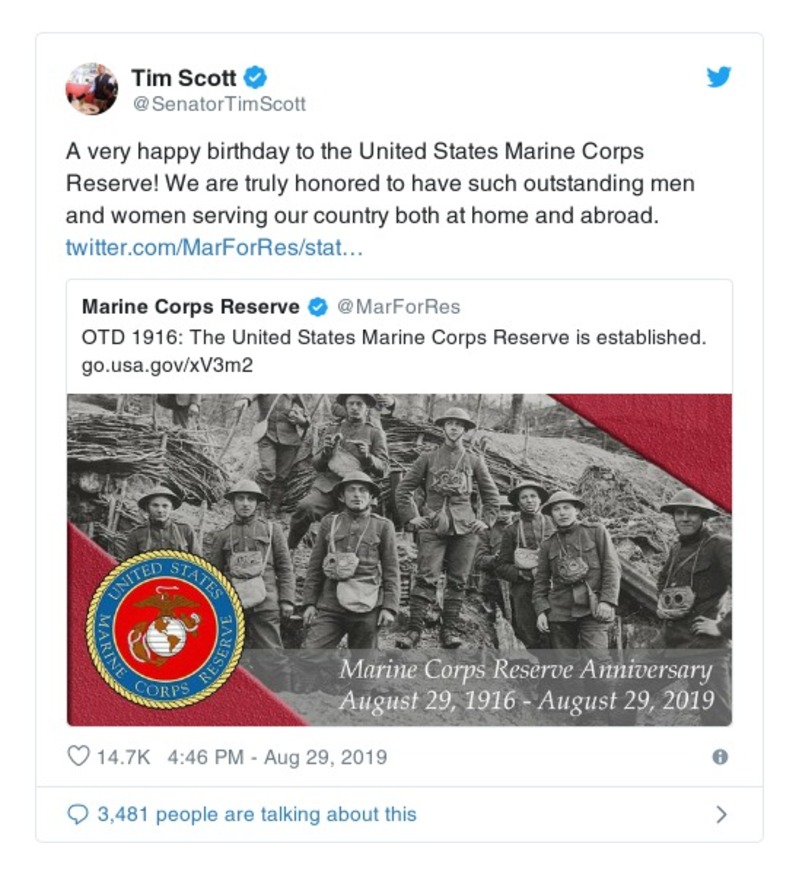 Tim Scott
@SenatorTimScott
A very happy birthday to the United States Marine Corps
Reserve! We are truly honored to have such outstanding men
and women serving our country both at home and abroad.
twitter.com/MarForRes/stat…
Marine Corps Reserve @MarForRes
OTD 1916: The United States Marine Corps Reserve is established.
go.usa.gov/xV3m2
UNITED STATES
MARINE CORPS RESERVE
Marine Corps Reserve Anniversary
August 29, 1916 - August 29, 2019
14.7K 4:46 PM - Aug 29, 2019
3,481 people are talking about this